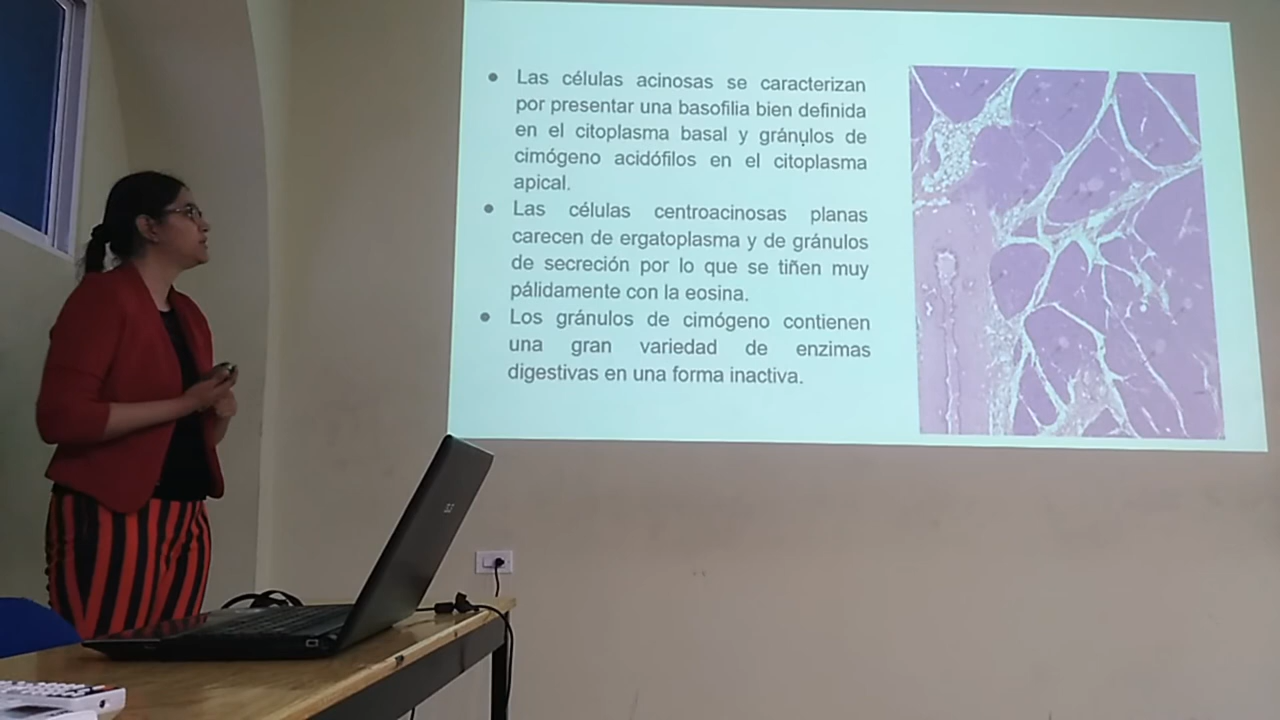 • Las células acinosas se caracterizan
por presentar una basofilia bien definida
en el citoplasma basal y gránulos de
cimógeno acidófilos en el citoplasma
apical.
• Las células centroacinosas planas
carecen de ergatoplasma y de gránulos
de secreción por lo que se tiñen muy
pálidamente con la eosina.
• Los gránulos de cimógeno contienen
una gran variedad de enzimas
digestivas en una forma inactiva.